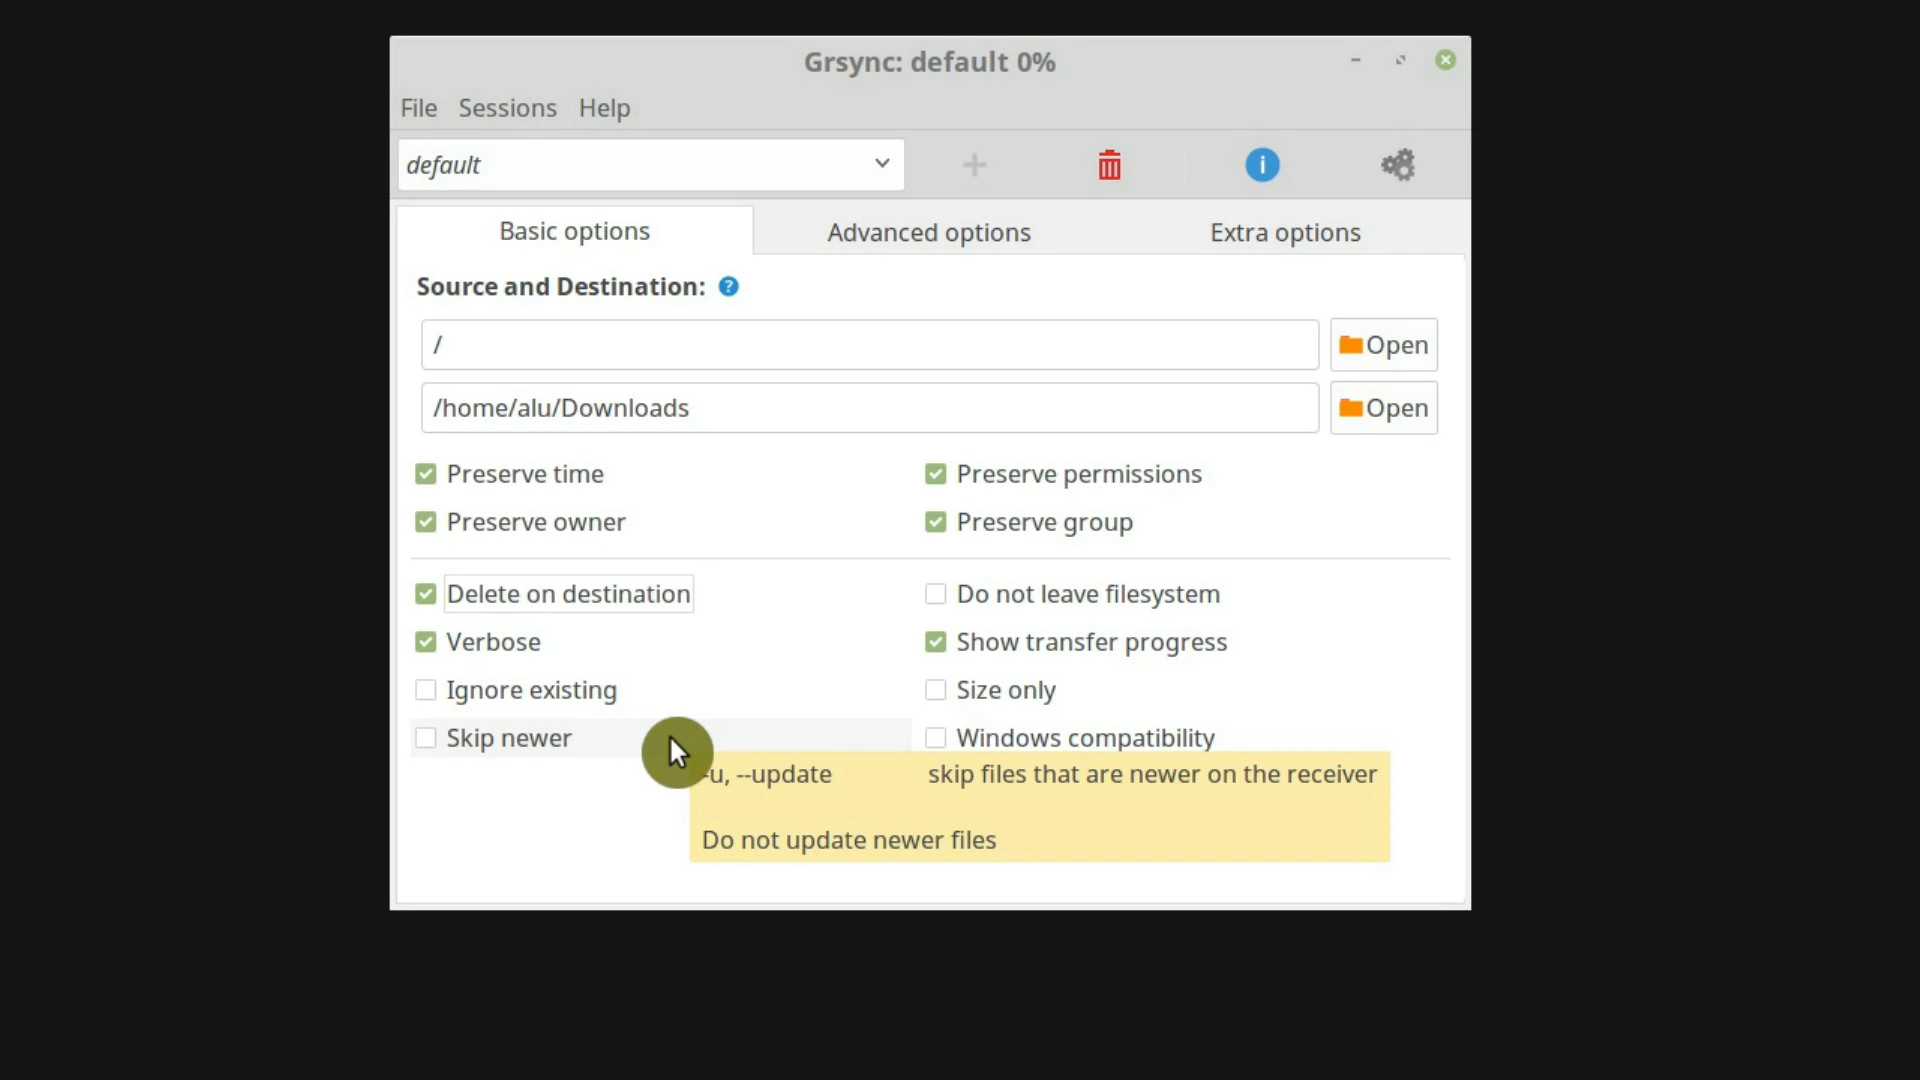 Grsync: default 0%
File Sessions Help
default
Basic options Advanced options Extra options
Source and Destination:
/
Open
/home/alu/Downloads
Open
Preserve time Preserve permissions
Preserve owner Preserve group
Delete on destination Do not leave filesystem
Verbose Show transfer progress
Ignore existing Size only
Skip newer Windows compatibility
-u, --update skip files that are newer on the receiver
Do not update newer files